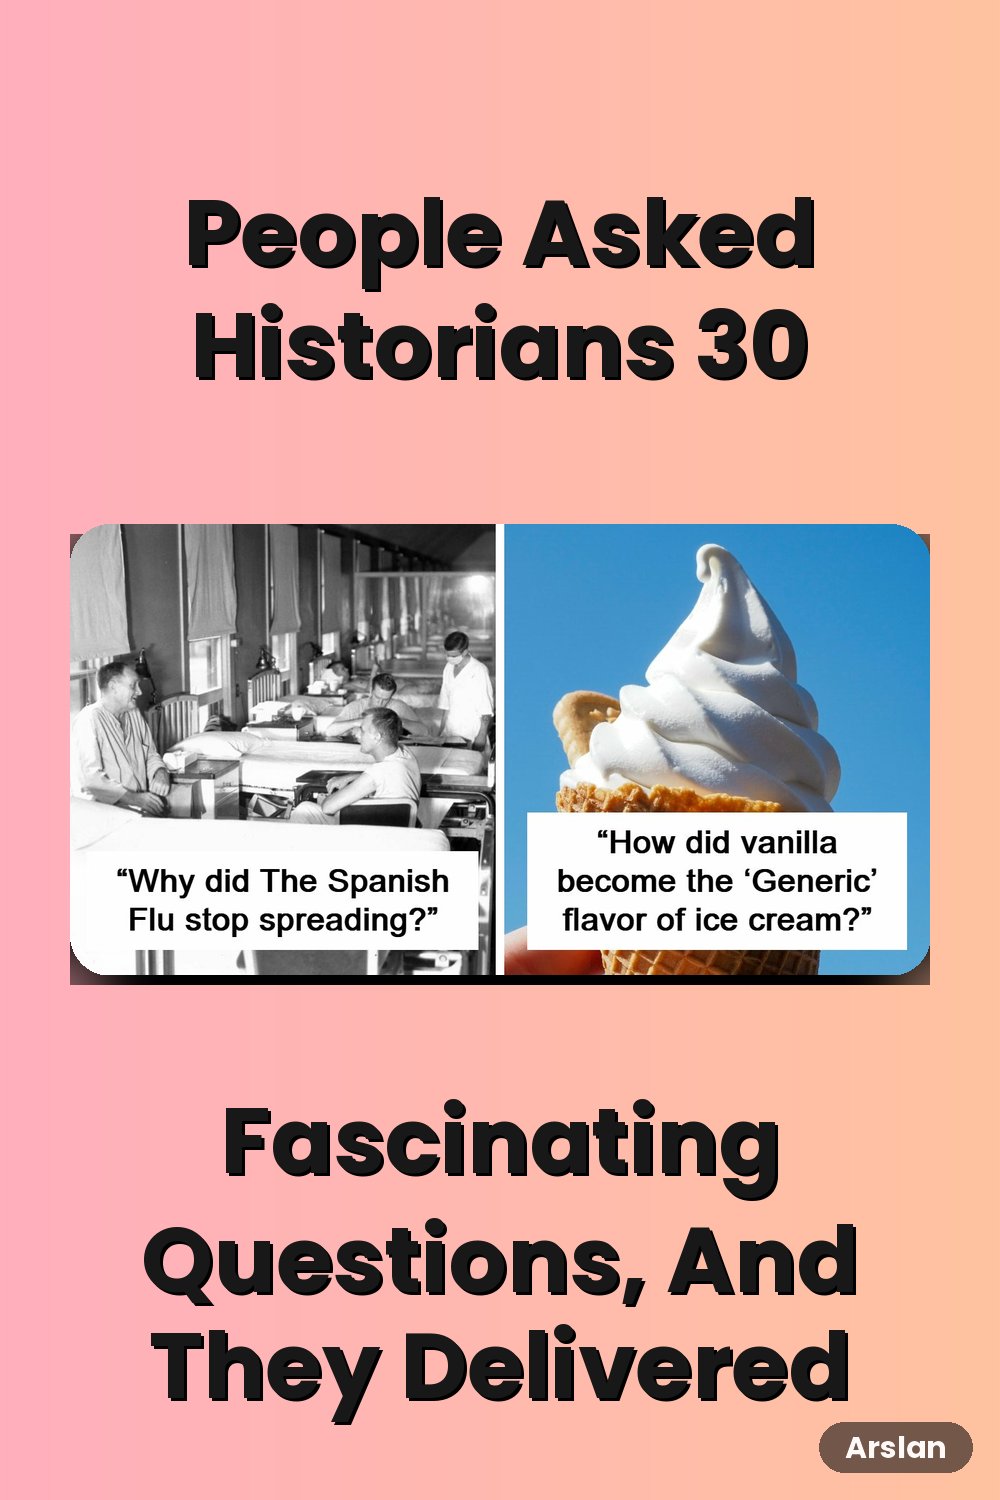 People Asked
Historians 30
“Why did The Spanish
Flu stop spreading?”
“How did vanilla
become the ‘Generic’
flavor of ice cream?”
Fascinating
Questions, And
They Delivered
Arslan